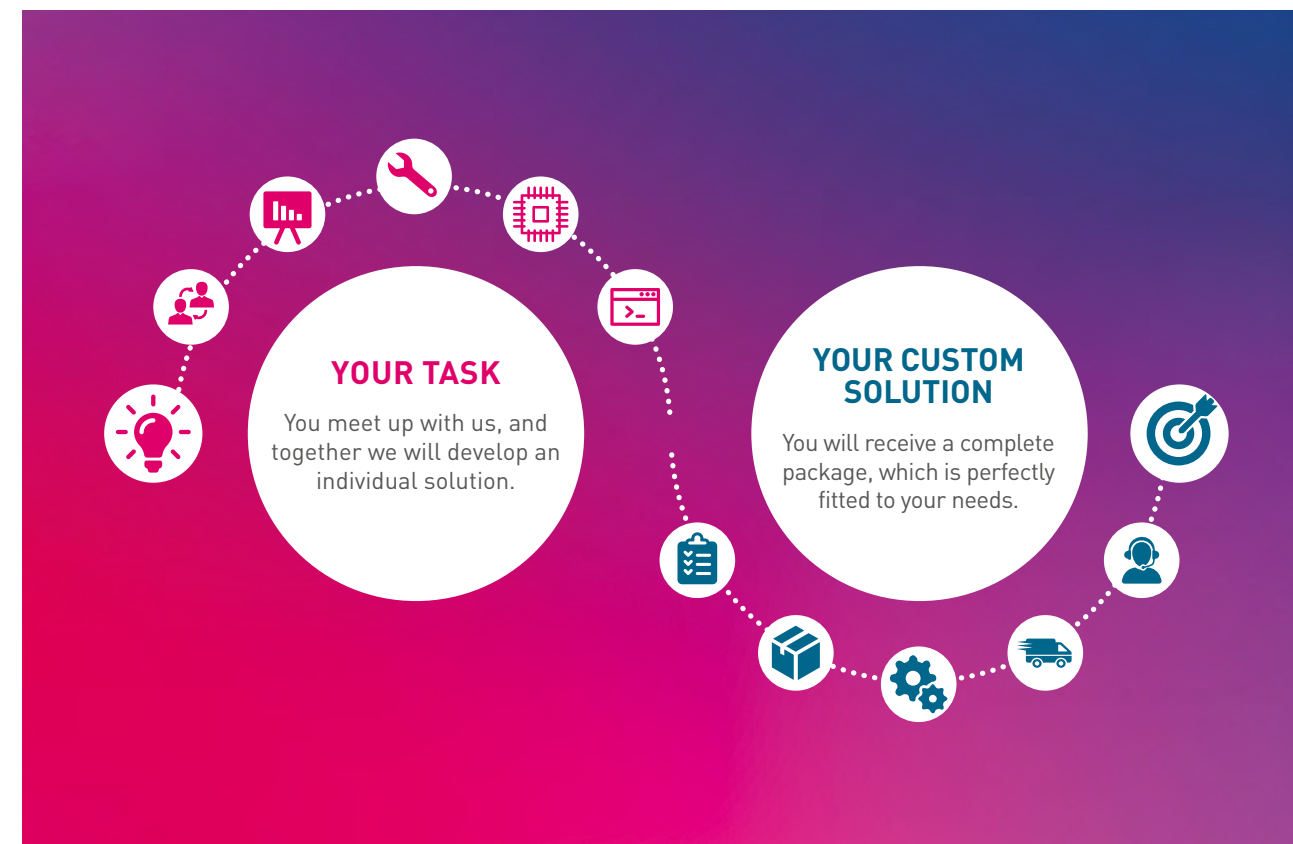 YOUR TASK
You meet up with us, and
together we will develop an
individual solution.
YOUR CUSTOM
SOLUTION
You will receive a complete
package, which is perfectly
fitted to your needs.